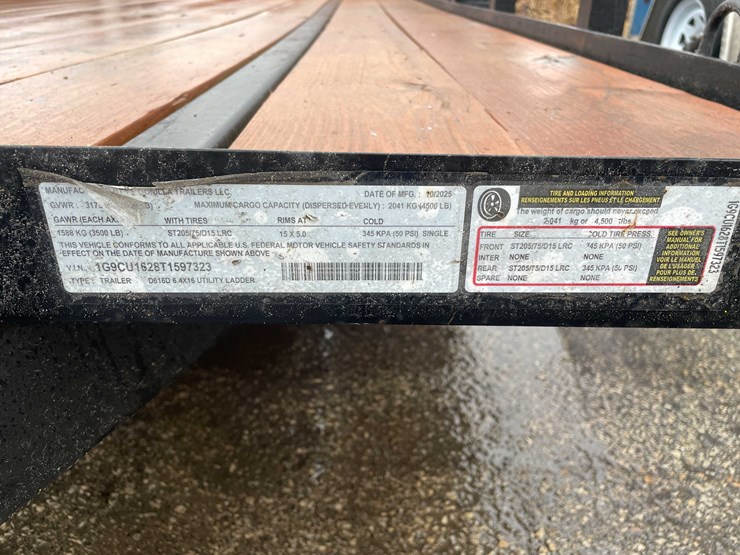 MANUFAC ULLA TRAILERS LLC. DATE OF MFG. : 10/2025
GVWR : 317 B) MAXIMUM CARGO CAPACITY (DISPERSED EVENLY) : 2041 KG (4500 LB)
GAWR (EACH AX WITH TIRES RIMS AT COLD
1588 KG (3500 LB) ST205/75/D15 LRC 15 X 5.0 345 KPA (50 PSI) SINGLE
THIS VEHICLE CONFORMS TO ALL APPLICABLE U.S. FEDERAL MOTOR VEHICLE SAFETY STANDARDS IN
EFFECT ON THE DATE OF MANUFACTURE SHOWN ABOVE
V.I.N. : 1G9CU1628T1597323
TYPE : TRAILER D616D 6.4X16 UTILITY LADDER
TIRE AND LOADING INFORMATION
RENSEIGNEMENTS SUR LES PNEUS ET LE CHARGEMENT
The weight of cargo should never exceed
2,041 kg or 4,500 lbs
TIRE SIZE COLD TIRE PRESS.
FRONT ST205/75/D15 LRC 345 KPA (50 PSI)
INTER NONE NONE
REAR ST205/75/D15 LRC 345 KPA (50 PSI)
SPARE NONE NONE
SEE OWNER'S
MANUAL FOR
ADDITIONAL
INFORMATION
VOIR LE MANUEL
DE L'USAGER
POUR PLUS DE
RENSEIGNEMENTS
1G9CU1628T1597323